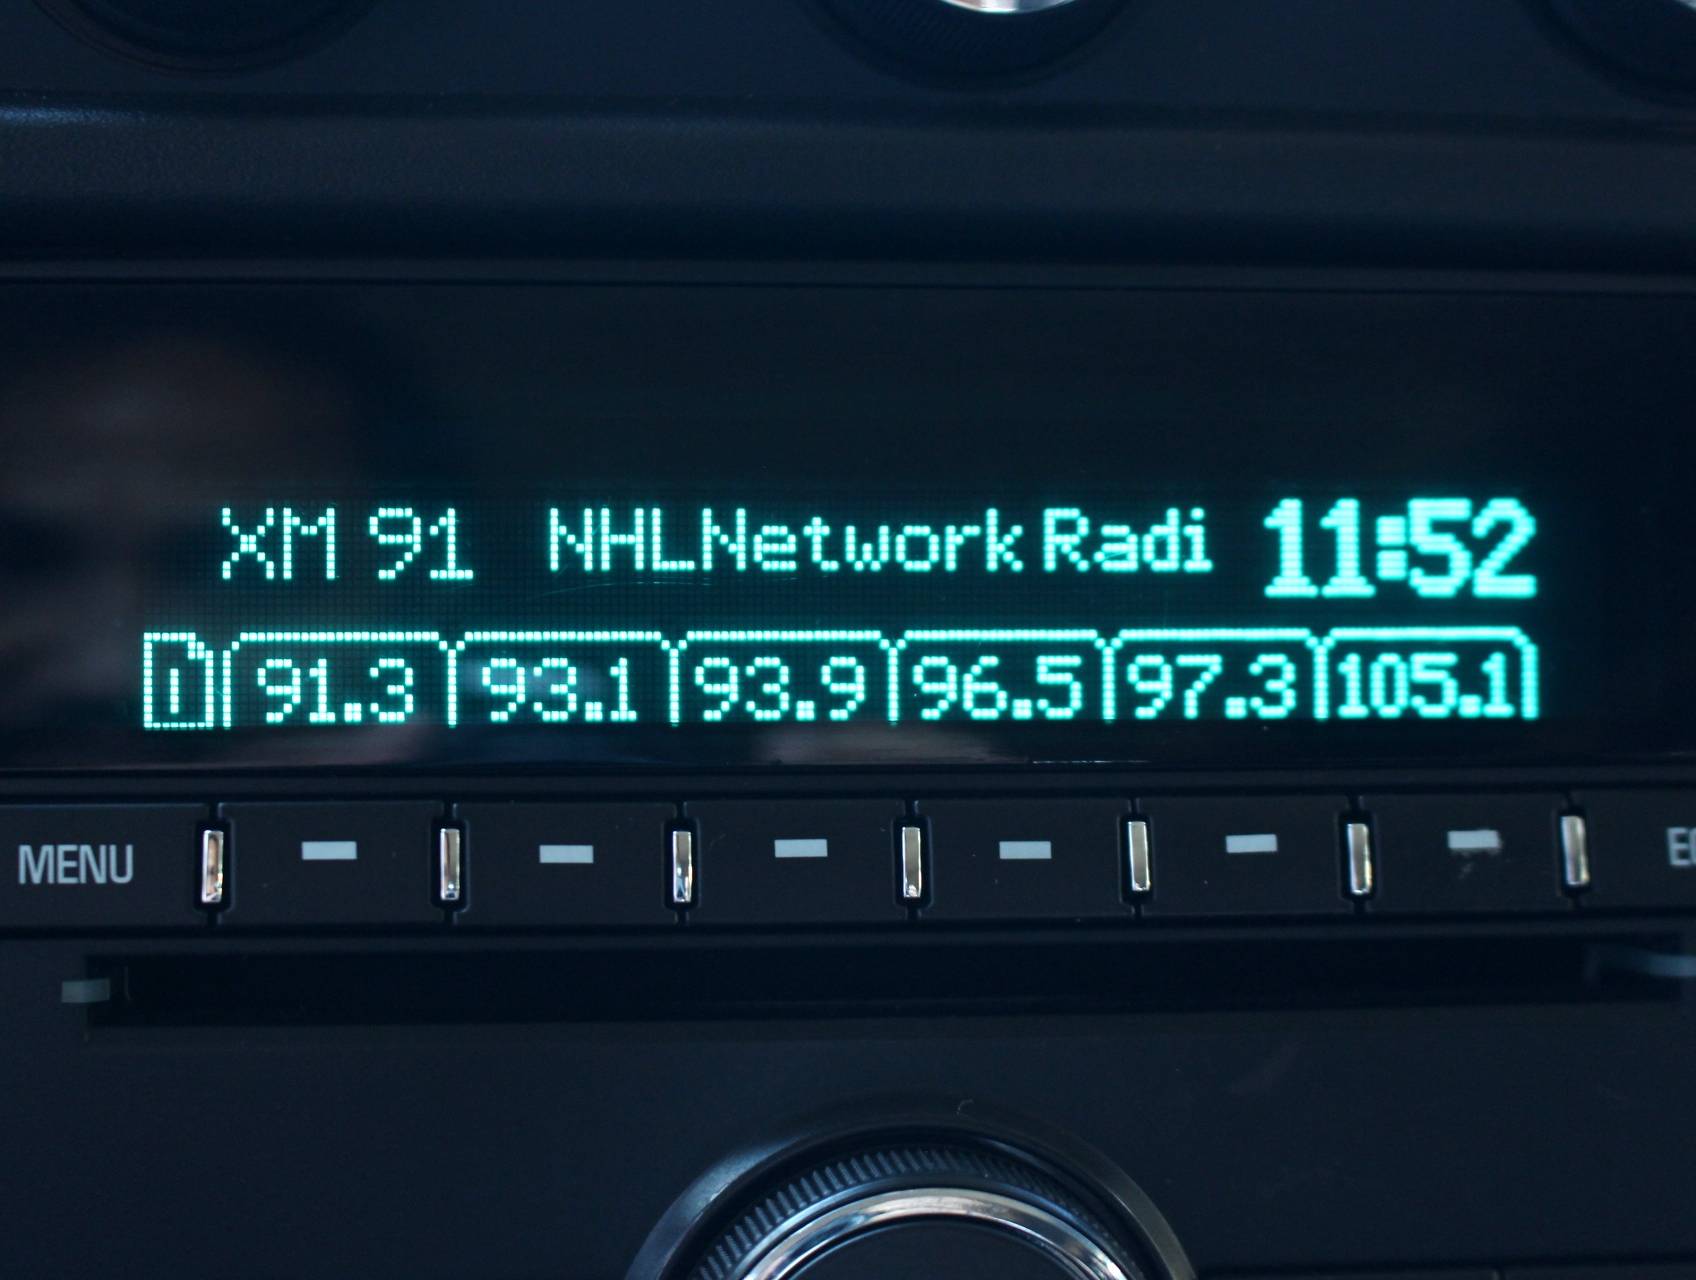 XM 91 NHLNetwork Radi 11:52
1 91.3 93.1 93.9 96.5 97.3 105.1
MENU